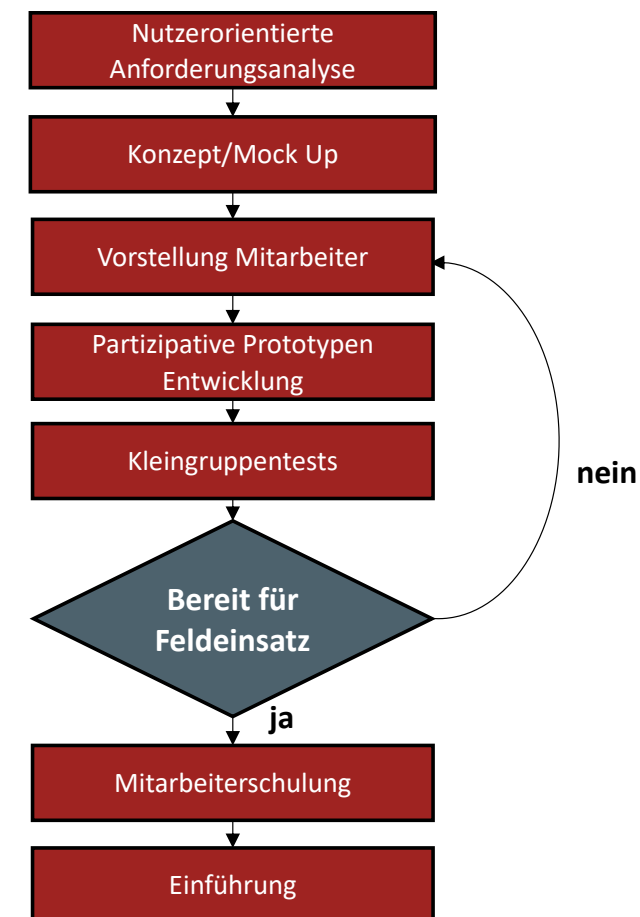 Nutzerorientierte
Anforderungsanalyse
Konzept/Mock Up
Vorstellung Mitarbeiter
Partizipative Prototypen
Entwicklung
Kleingruppentests
nein
Bereit für
Feldeinsatz
ja
Mitarbeiterschulung
Einführung